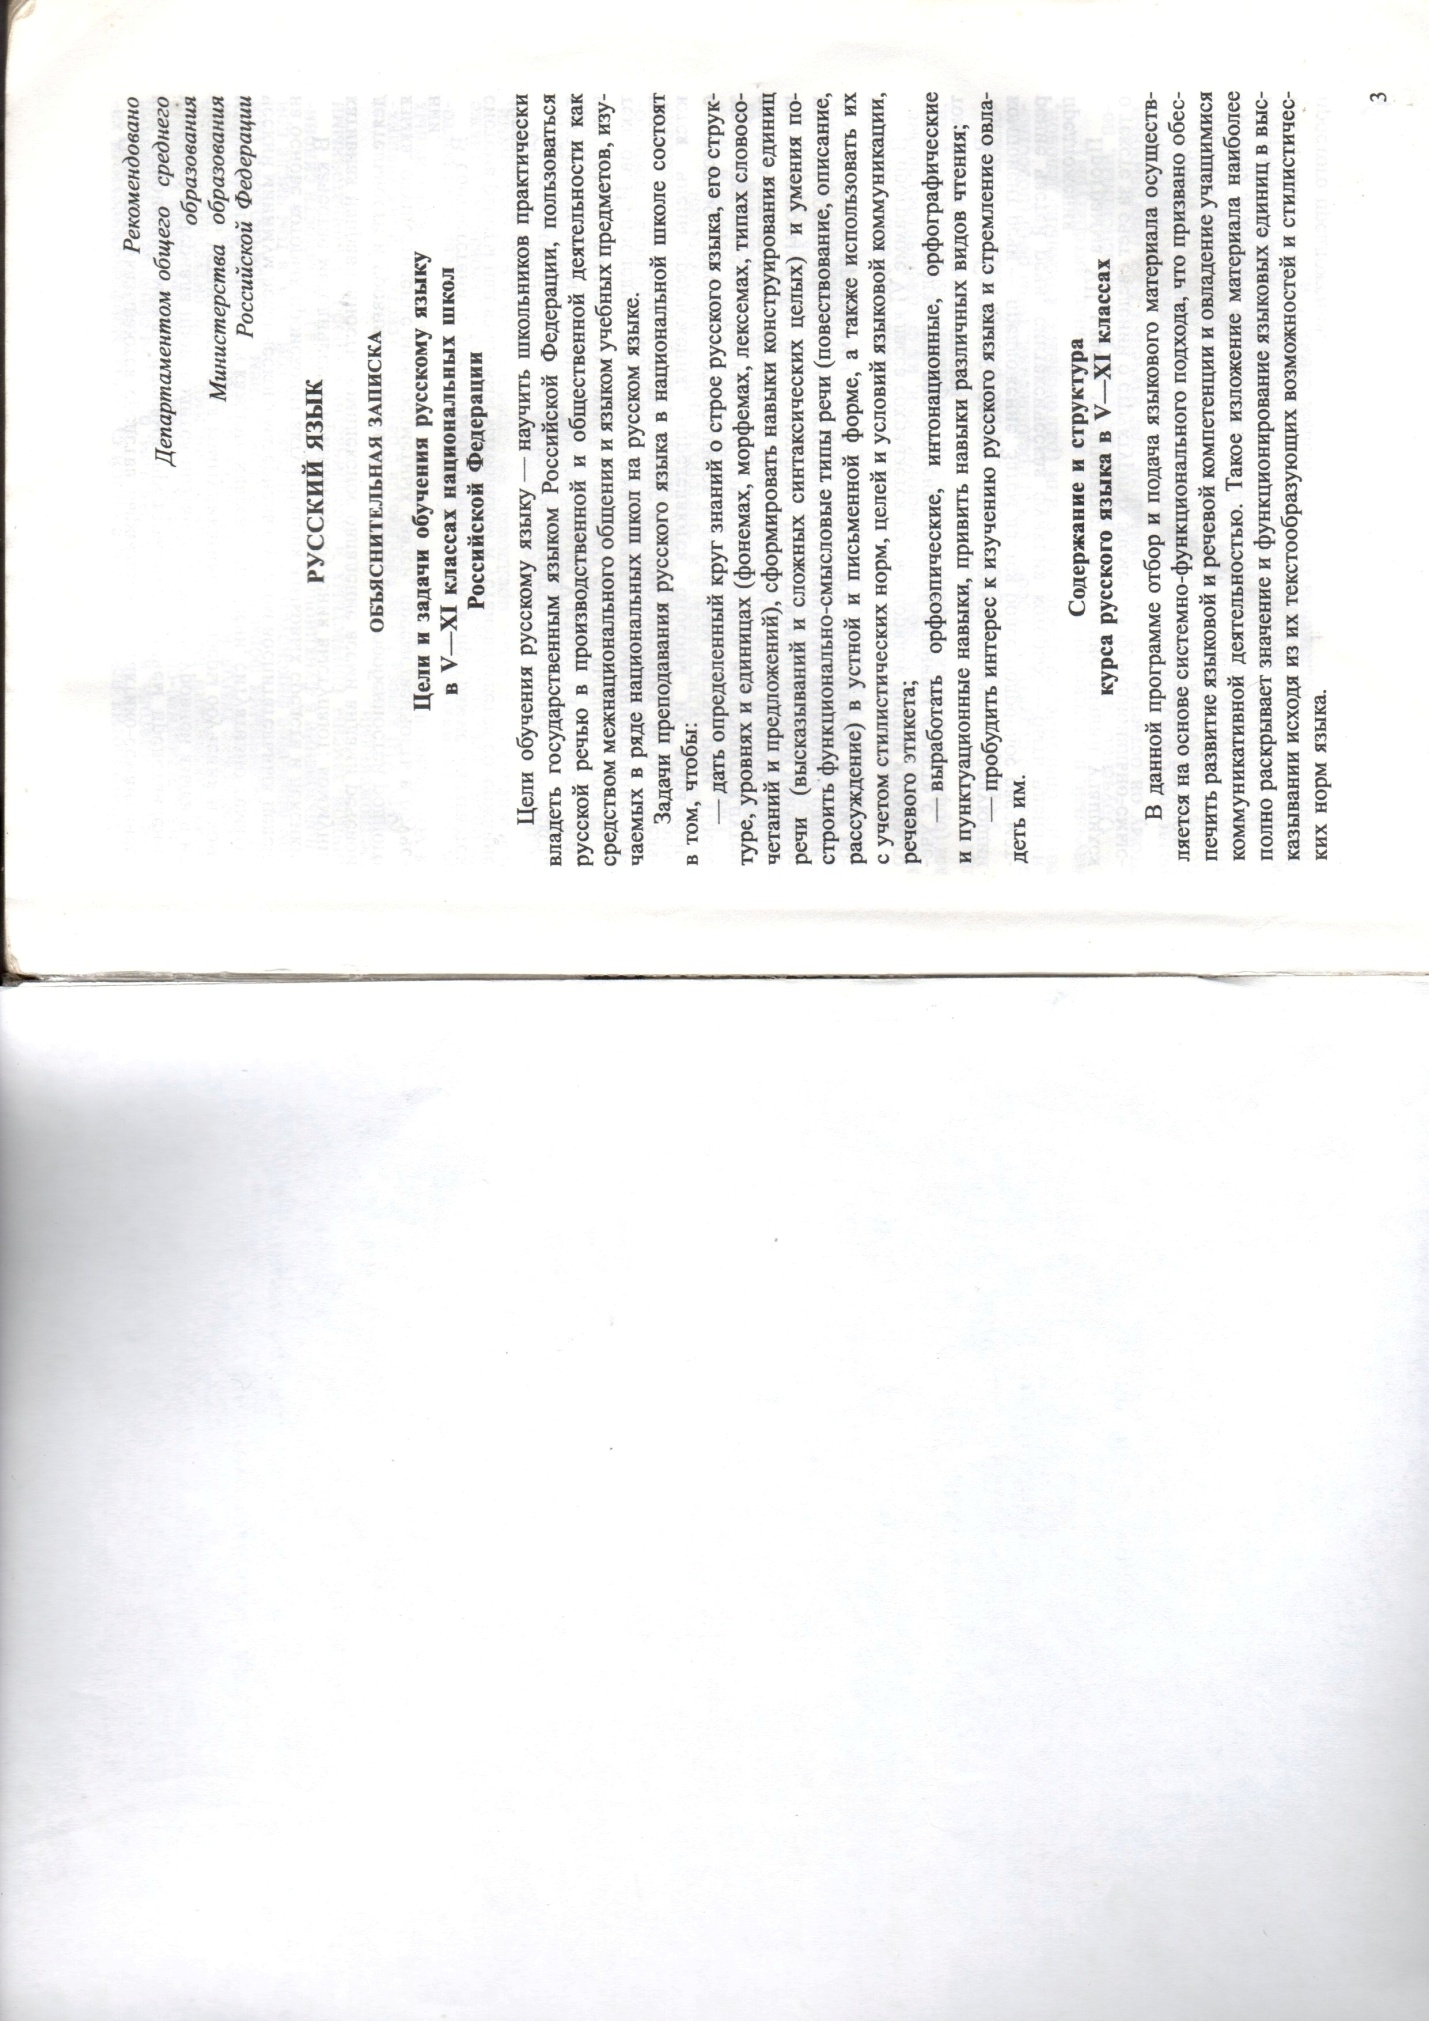 Рекомендовано
Департаментом общего среднего
образования
Министерства образования
Российской Федерации
РУССКИЙ ЯЗЫК
ОБЪЯСНИТЕЛЬНАЯ ЗАПИСКА
Цели и задачи обучения русскому языку
в V—XI классах национальных школ
Российской Федерации
Цели обучения русскому языку — научить школьников практически
владеть государственным языком Российской Федерации, пользоваться
русской речью в производственной и общественной деятельности как
средством межнационального общения и языком учебных предметов, изу-
чаемых в ряде национальных школ на русском языке.
Задачи преподавания русского языка в национальной школе состоят
в том, чтобы:
— дать определенный круг знаний о строе русского языка, его струк-
туре, уровнях и единицах (фонемах, морфемах, лексемах, типах словосо-
четаний и предложений), сформировать навыки конструирования единиц
речи (высказываний и сложных синтаксических целых) и умения по-
строить функционально-смысловые типы речи (повествование, описание,
рассуждение) в устной и письменной форме, а также использовать их
с учетом стилистических норм, целей и условий языковой коммуникации,
речевого этикета;
— выработать орфоэпические, интонационные, орфографические
и пунктуационные навыки, привить навыки различных видов чтения;
— пробудить интерес к изучению русского языка и стремление овла-
деть им.
Содержание и структура
курса русского языка в V—XI классах
В данной программе отбор и подача языкового материала осуществ-
ляется на основе системно-функционального подхода, что призвано обес-
печить развитие языковой и речевой компетенции и овладение учащимися
коммуникативной деятельностью. Такое изложение материала наиболее
полно раскрывает значение и функционирование языковых единиц в выс-
казывании исходя из их текстообразующих возможностей и стилистичес-
ких норм языка.
3